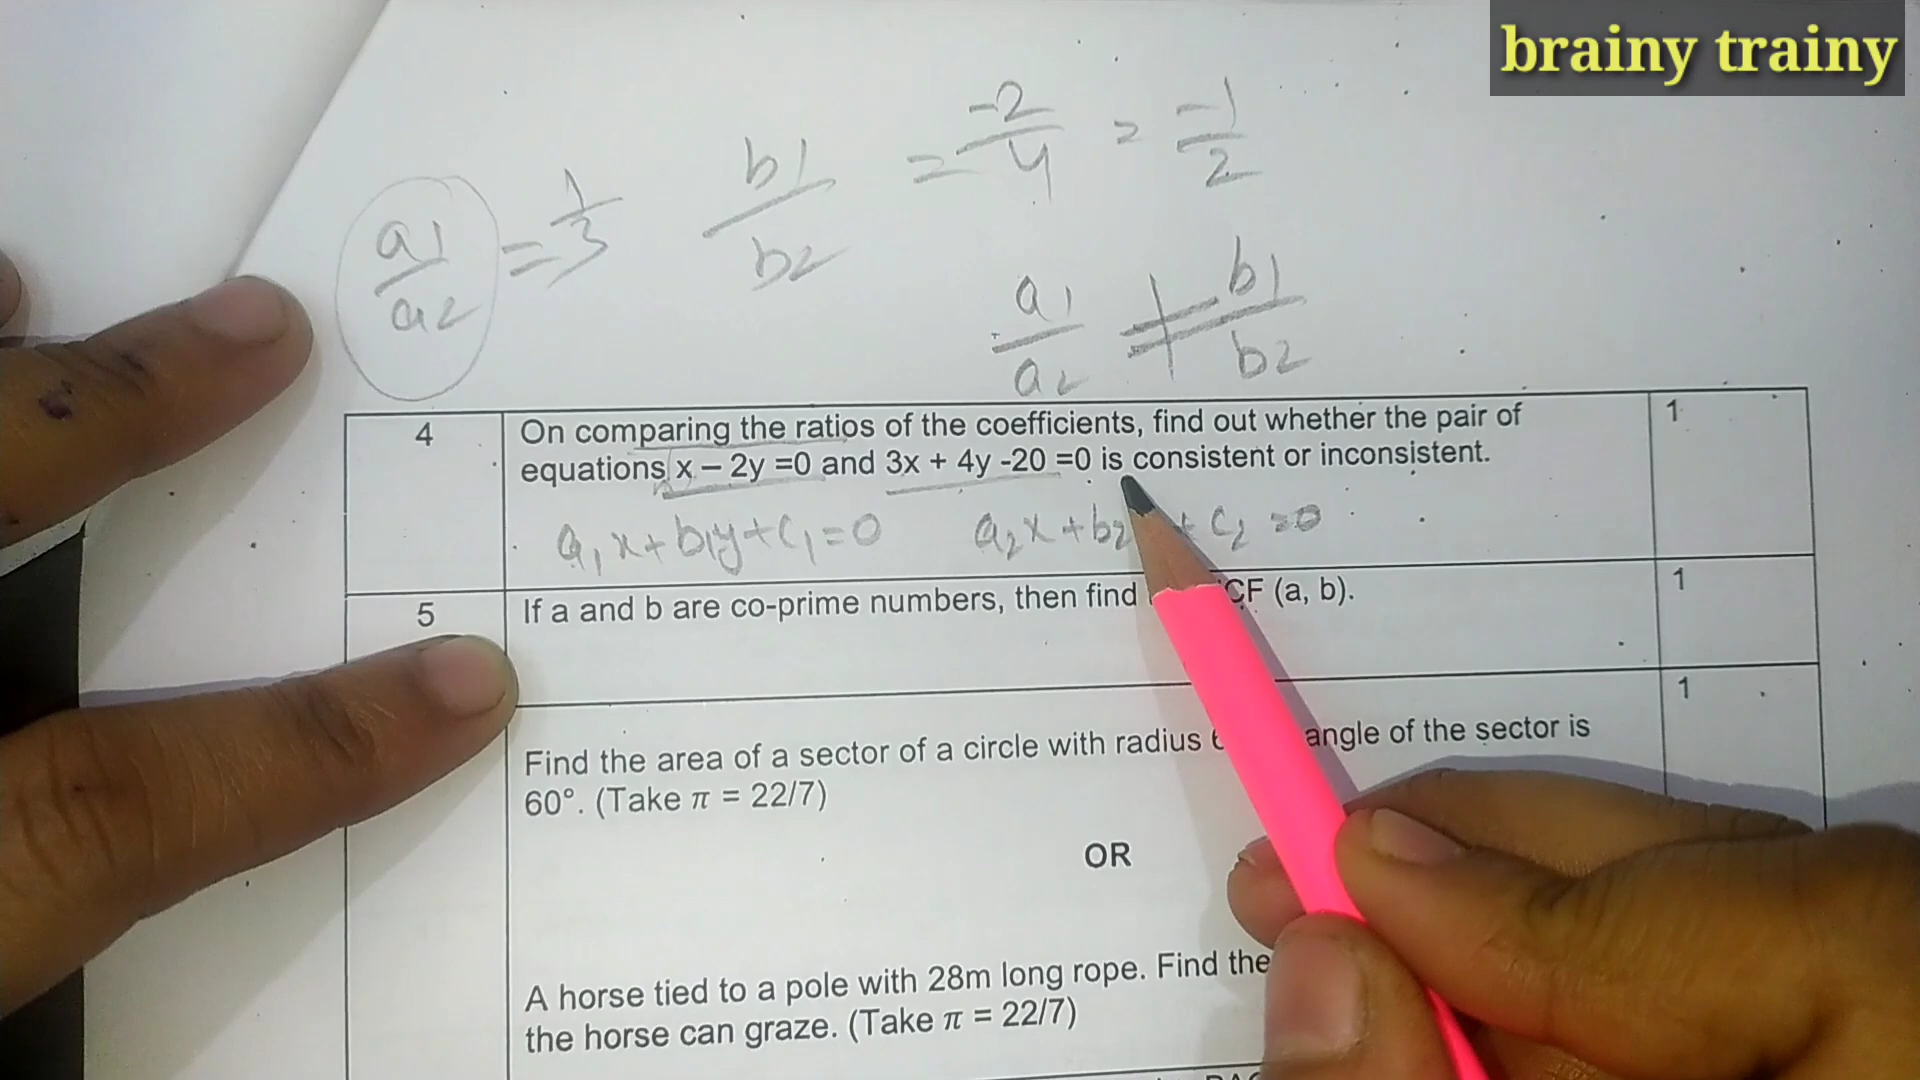 brainy trainy
a1/a2 = 1/3 b1/b2 = -2/4 = -1/2
a1/a2 ≠ b1/b2
4 On comparing the ratios of the coefficients, find out whether the pair of 1
equations x – 2y =0 and 3x + 4y -20 =0 is consistent or inconsistent.
a1x+b1y+c1=0 a2x+b2 + c2 =0
5 If a and b are co-prime numbers, then find CF (a, b). 1
1
Find the area of a sector of a circle with radius angle of the sector is
60°. (Take π = 22/7)
OR
A horse tied to a pole with 28m long rope. Find the
the horse can graze. (Take π = 22/7)